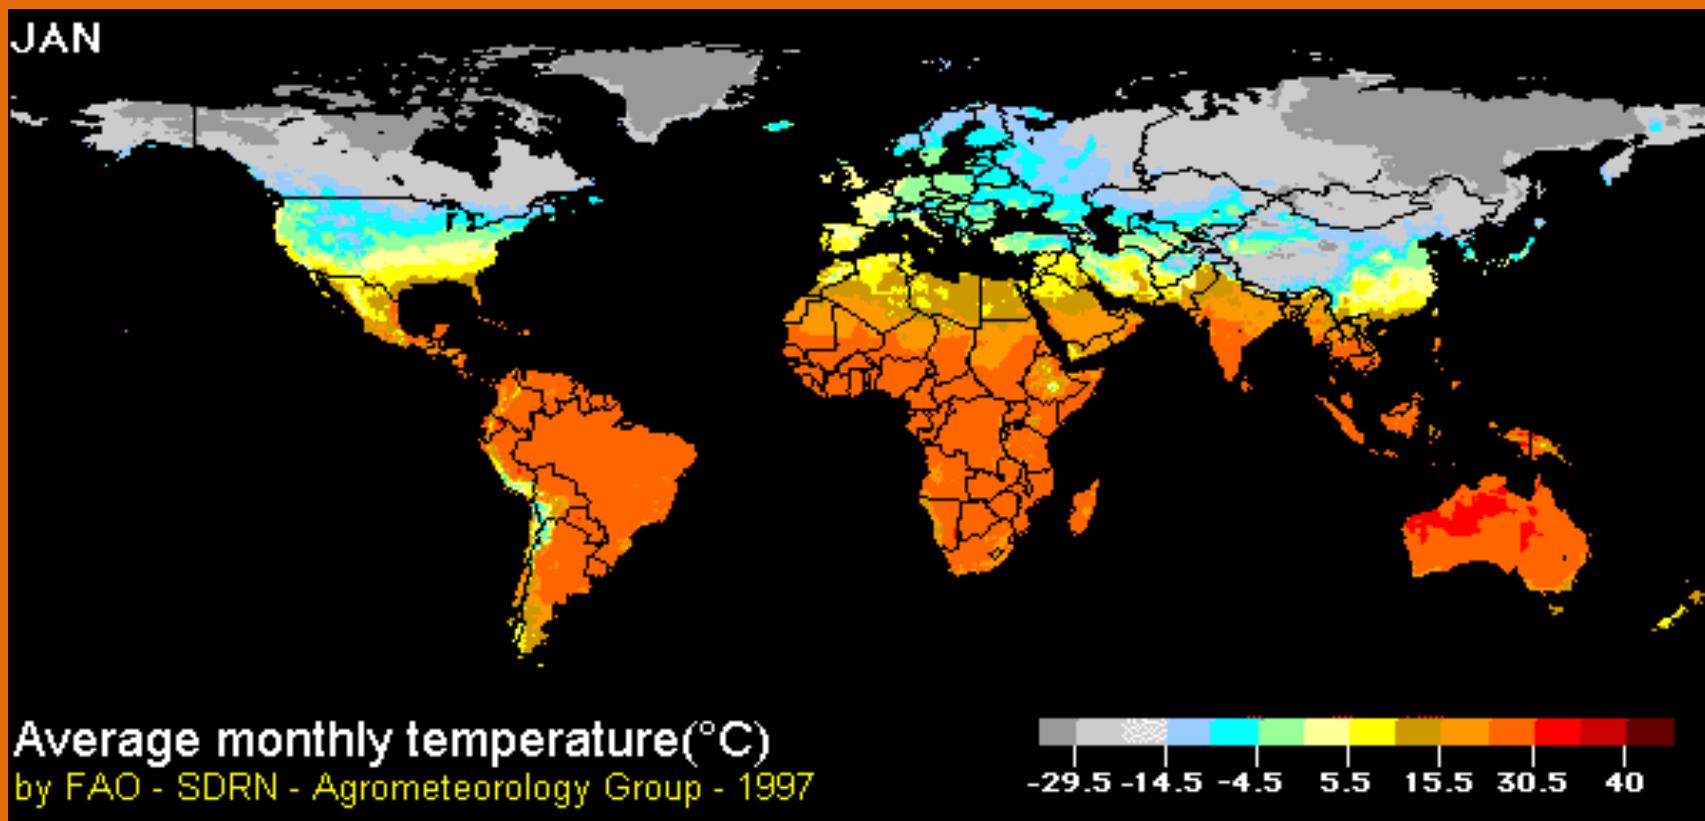 JAN
Average monthly temperature(°C)
by FAO - SDRN - Agrometeorology Group - 1997
-29.5 -14.5 -4.5 5.5 15.5 30.5 40